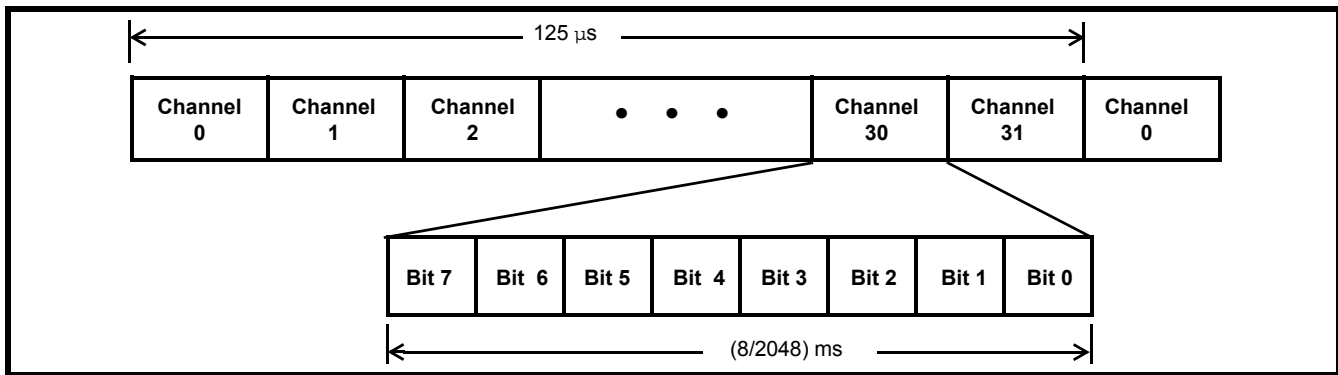 125 μs
Channel 0
Channel 1
Channel 2
• • •
Channel 30
Channel 31
Channel 0
Bit 7
Bit 6
Bit 5
Bit 4
Bit 3
Bit 2
Bit 1
Bit 0
(8/2048) ms